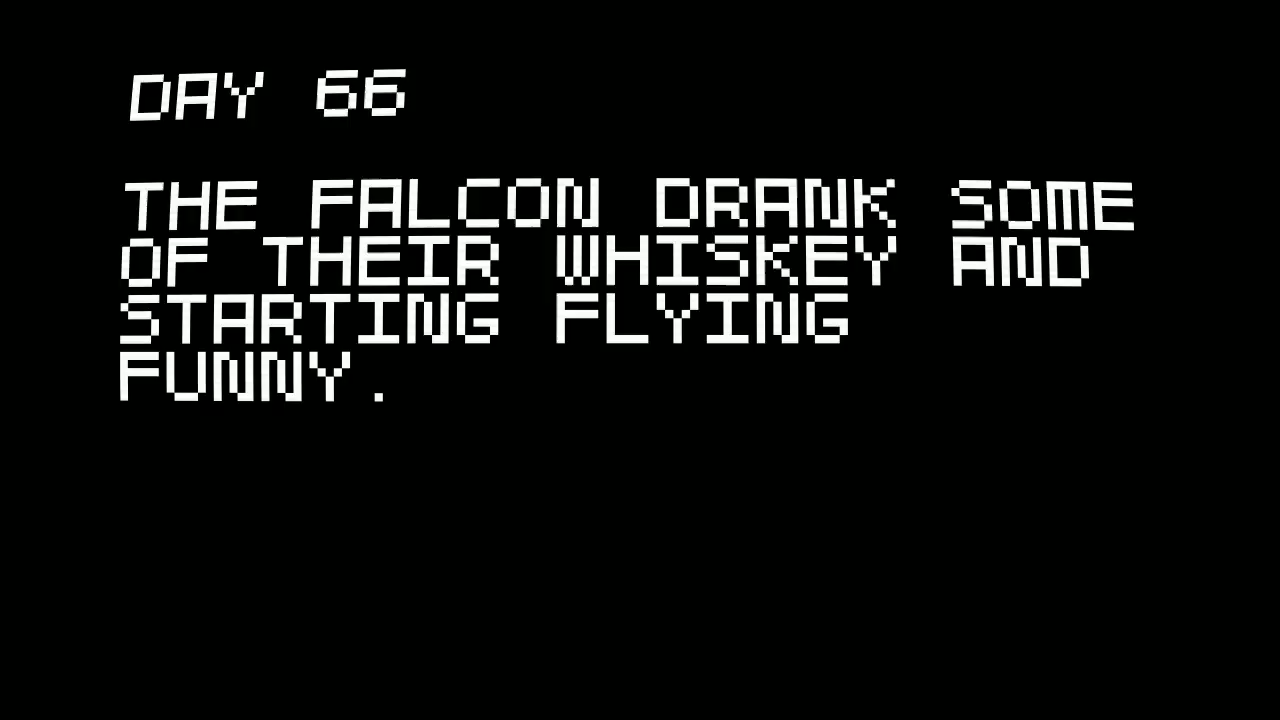 DAY 66
THE FALCON DRANK SOME
OF THEIR WHISKEY AND
STARTING FLYING
FUNNY.